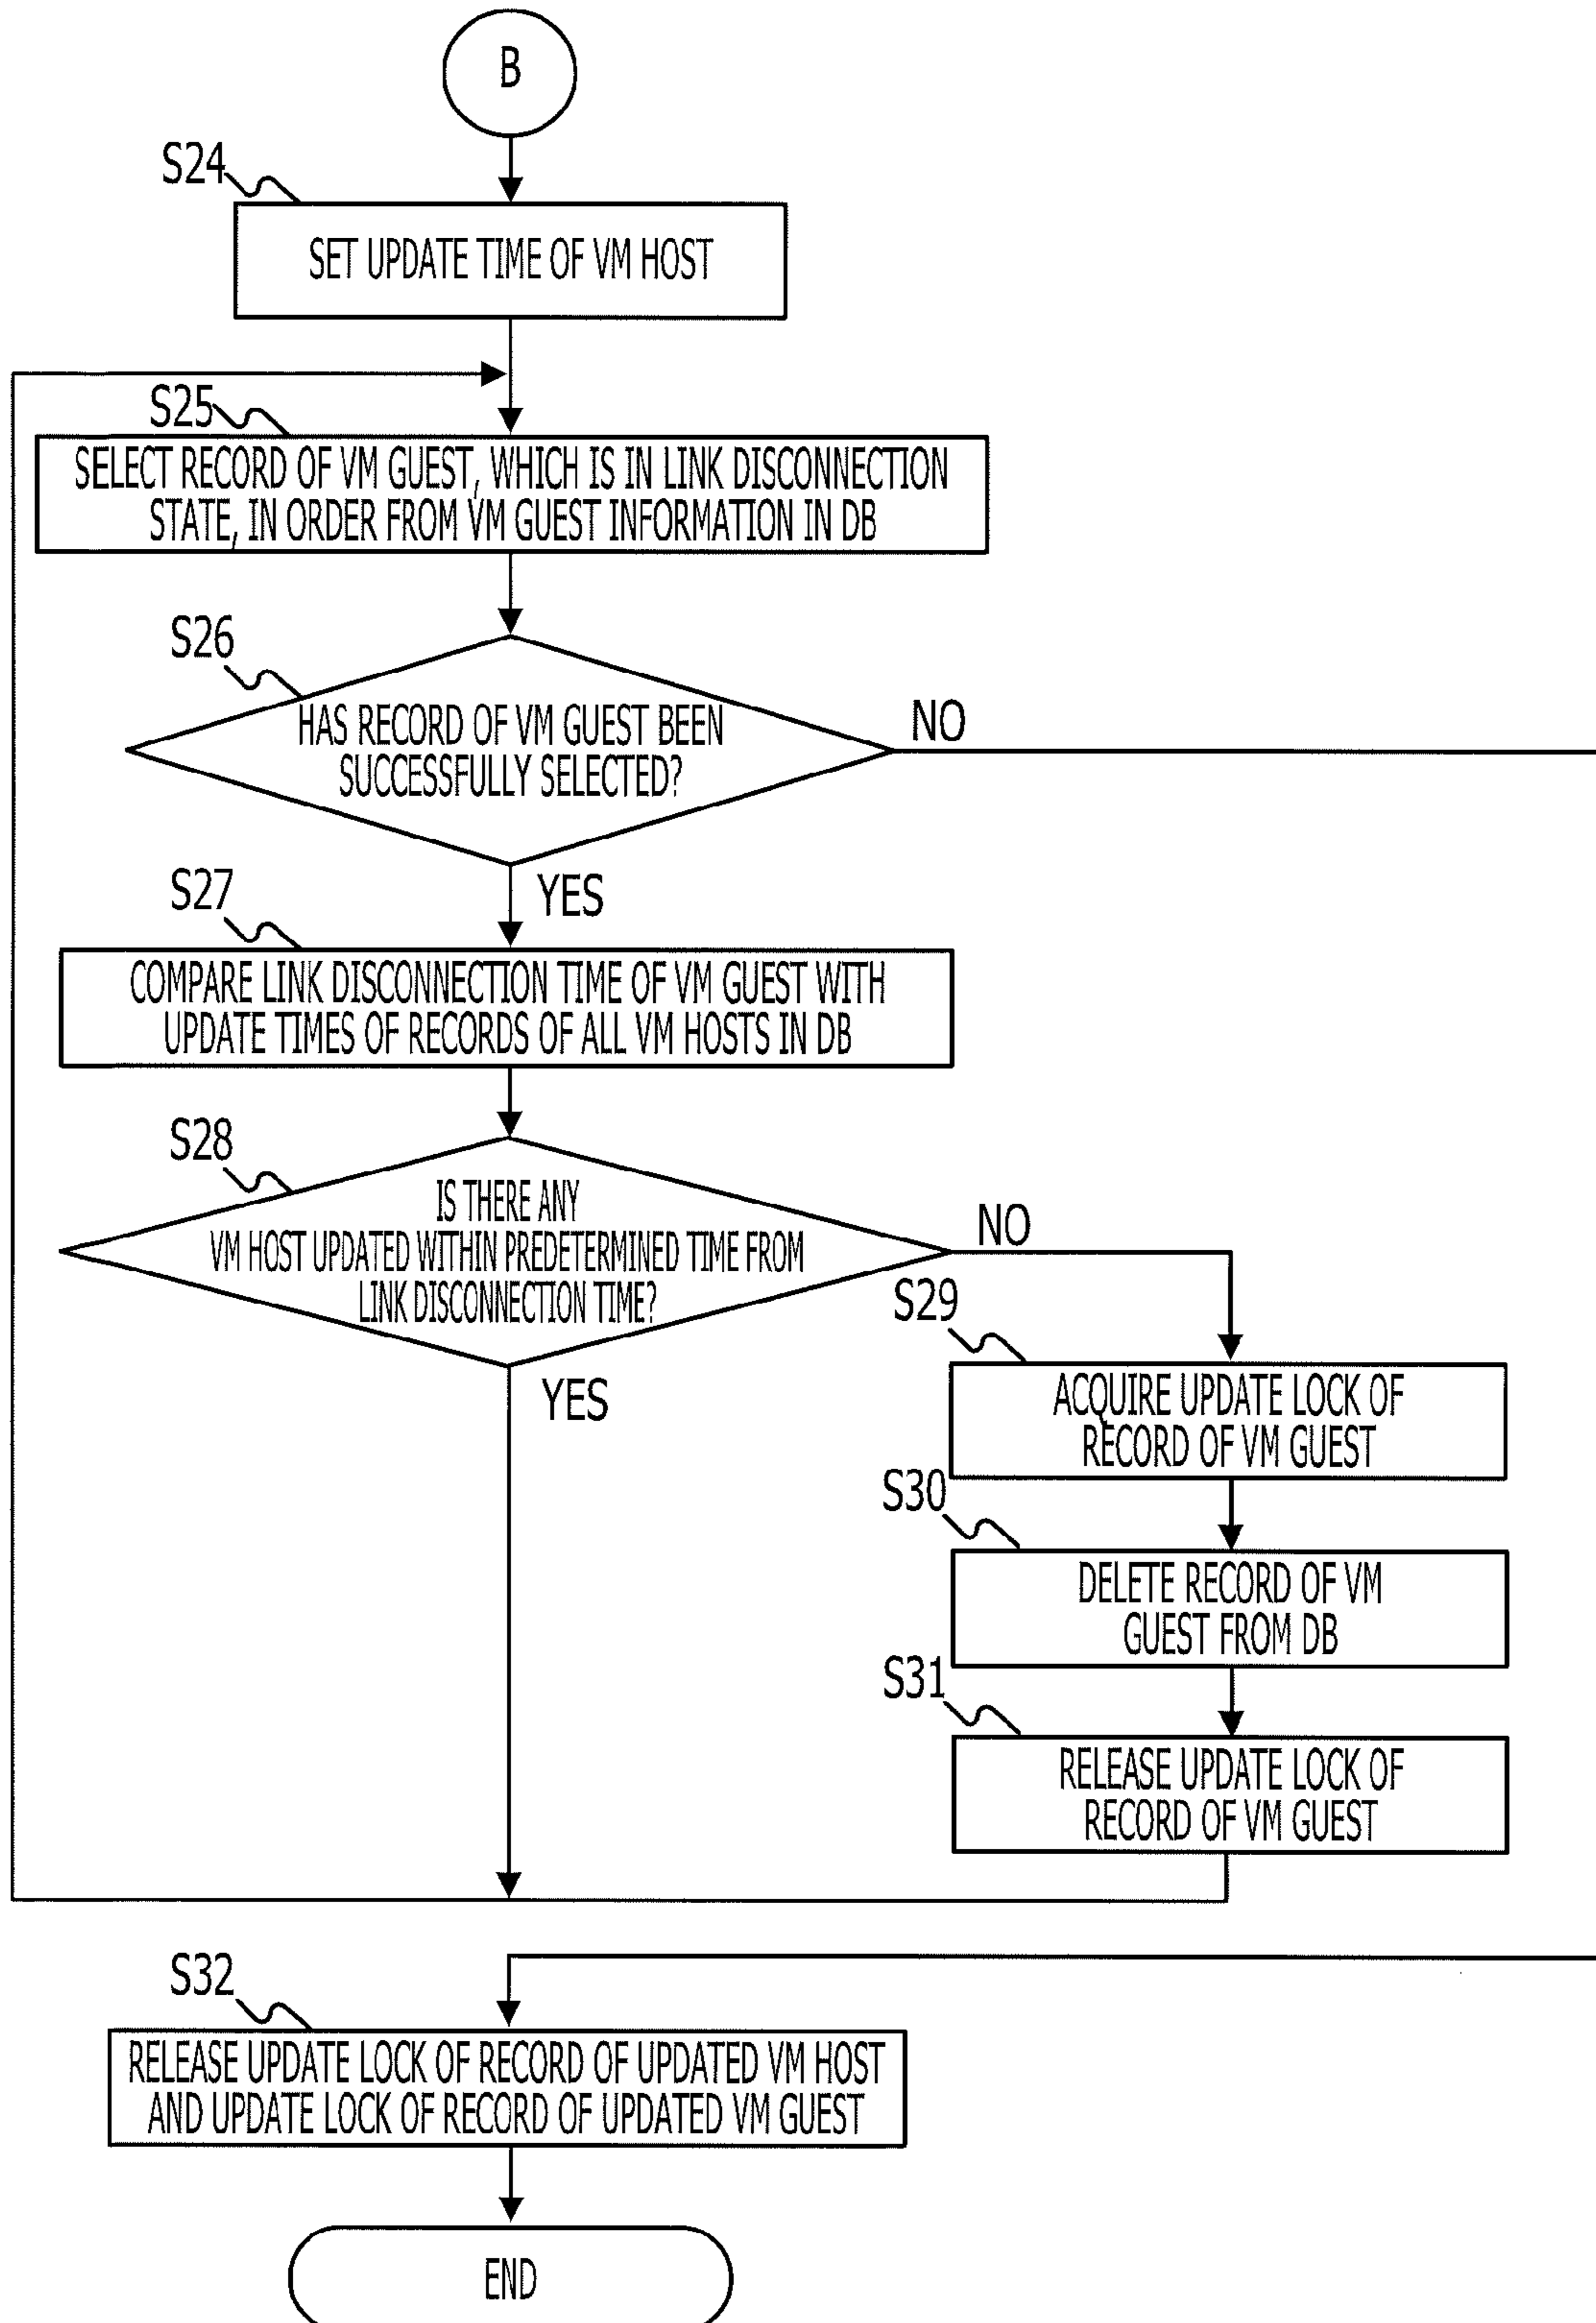 B
S24
SET UPDATE TIME OF VM HOST
S25
SELECT RECORD OF VM GUEST, WHICH IS IN LINK DISCONNECTION
STATE, IN ORDER FROM VM GUEST INFORMATION IN DB
S26
HAS RECORD OF VM GUEST BEEN
SUCCESSFULLY SELECTED?
NO
YES
S27
COMPARE LINK DISCONNECTION TIME OF VM GUEST WITH
UPDATE TIMES OF RECORDS OF ALL VM HOSTS IN DB
S28
IS THERE ANY
VM HOST UPDATED WITHIN PREDETERMINED TIME FROM
LINK DISCONNECTION TIME?
NO
YES
S29
ACQUIRE UPDATE LOCK OF
RECORD OF VM GUEST
S30
DELETE RECORD OF VM
GUEST FROM DB
S31
RELEASE UPDATE LOCK OF
RECORD OF VM GUEST
S32
RELEASE UPDATE LOCK OF RECORD OF UPDATED VM HOST
AND UPDATE LOCK OF RECORD OF UPDATED VM GUEST
END